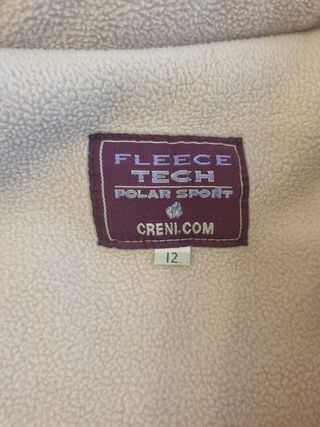 FLEECE
TECH
POLAR SPORT
CRENI.COM
12